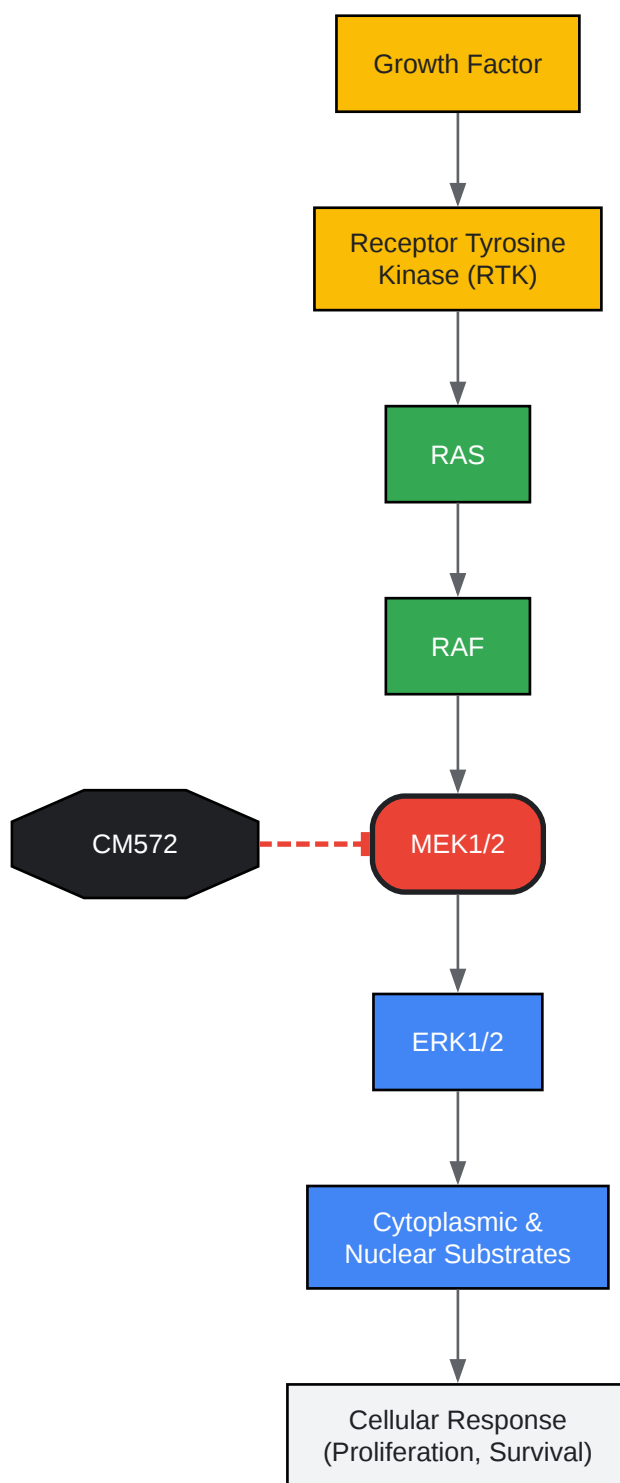 Growth Factor
Receptor Tyrosine
Kinase (RTK)
RAS
RAF
CM572
MEK1/2
ERK1/2
Cytoplasmic &
Nuclear Substrates
Cellular Response
(Proliferation, Survival)